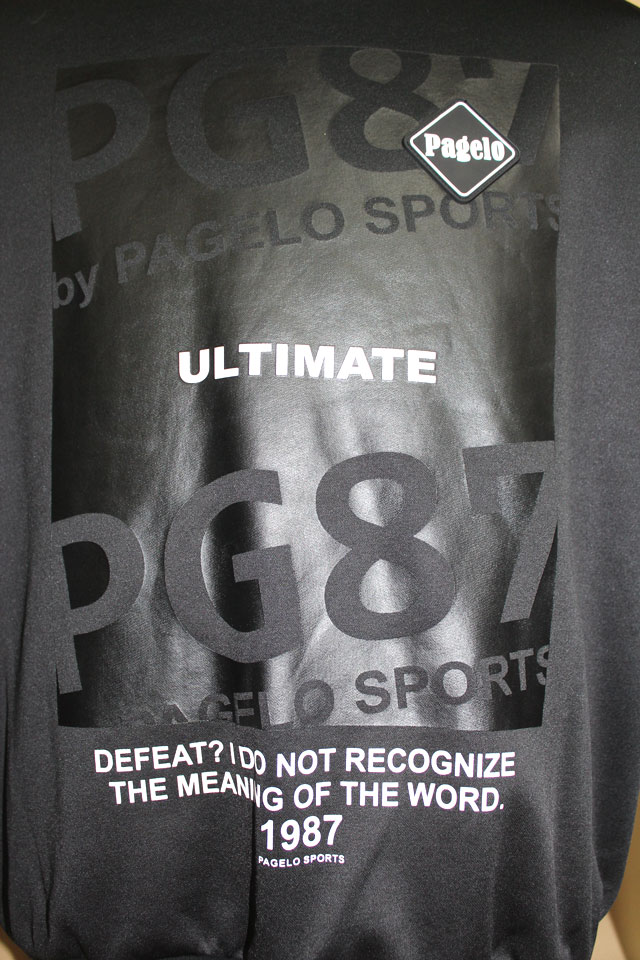 PG87
Pagelo
by PAGELO SPORTS
ULTIMATE
PG87
PAGELO SPORTS
DEFEAT? I DO NOT RECOGNIZE
THE MEANING OF THE WORD.
1987
PAGELO SPORTS